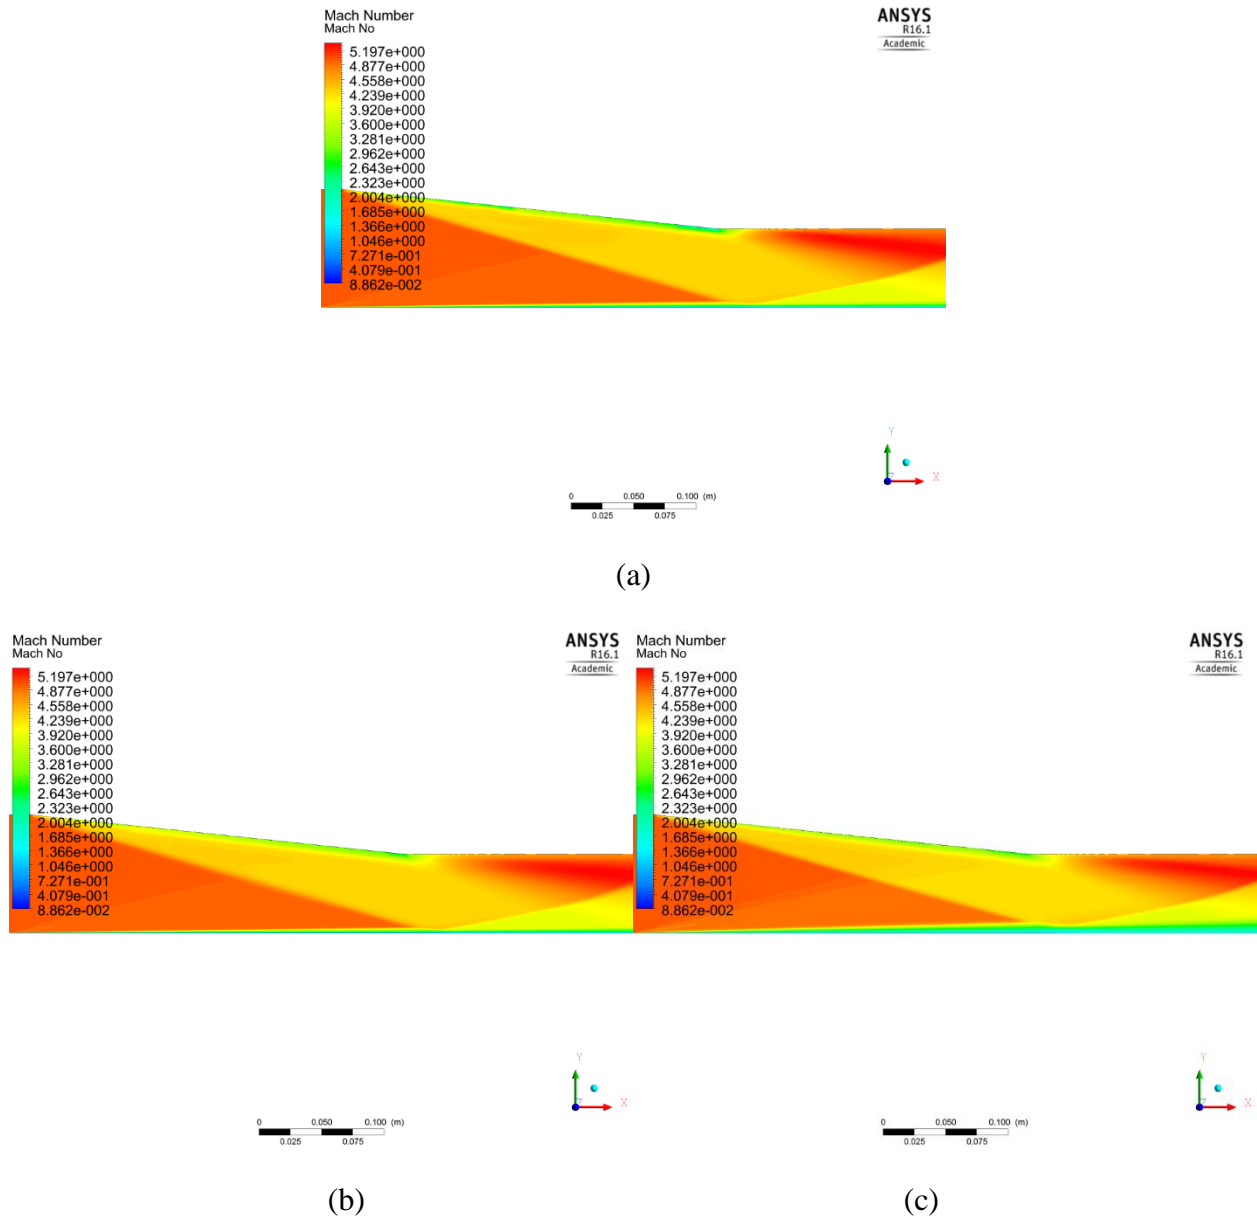 Mach Number
Mach No
5.197e+000
4.877e+000
4.558e+000
4.239e+000
3.920e+000
3.600e+000
3.281e+000
2.962e+000
2.643e+000
2.323e+000
2.004e+000
1.685e+000
1.366e+000
1.046e+000
7.271e-001
4.079e-001
8.862e-002
ANSYS
R16.1
Academic
Y
X
Z
0 0.050 0.100 (m)
0.025 0.075
(a)
Mach Number
Mach No
5.197e+000
4.877e+000
4.558e+000
4.239e+000
3.920e+000
3.600e+000
3.281e+000
2.962e+000
2.643e+000
2.323e+000
2.004e+000
1.685e+000
1.366e+000
1.046e+000
7.271e-001
4.079e-001
8.862e-002
ANSYS
R16.1
Academic
Y
X
Z
0 0.050 0.100 (m)
0.025 0.075
(b)
Mach Number
Mach No
5.197e+000
4.877e+000
4.558e+000
4.239e+000
3.920e+000
3.600e+000
3.281e+000
2.962e+000
2.643e+000
2.323e+000
2.004e+000
1.685e+000
1.366e+000
1.046e+000
7.271e-001
4.079e-001
8.862e-002
ANSYS
R16.1
Academic
Y
X
Z
0 0.050 0.100 (m)
0.025 0.075
(c)